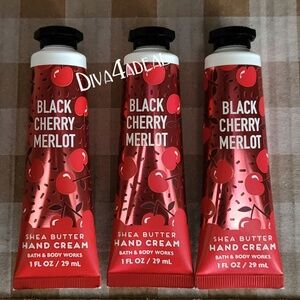 Diva4adeal
BLACK
CHERRY
MERLOT
SHEA BUTTER
HAND CREAM
BATH & BODY WORKS
1 FL OZ / 29 mL
BLACK
CHERRY
MERLOT
SHEA BUTTER
HAND CREAM
BATH & BODY WORKS
1 FL OZ / 29 mL
BLACK
CHERRY
MERLOT
SHEA BUTTER
HAND CREAM
BATH & BODY WORKS
1 FL OZ / 29 mL